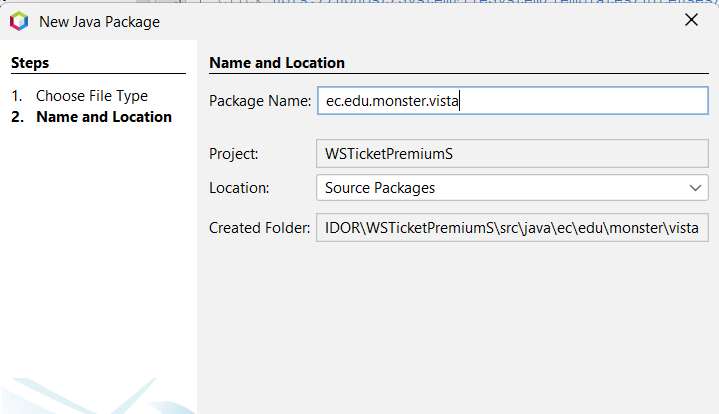 New Java Package
Steps
1. Choose File Type
2. Name and Location
Name and Location
Package Name: ec.edu.monster.vista
Project: WSTicketPremiumS
Location: Source Packages
Created Folder: IDOR\WSTicketPremiumS\src\java\ec\edu\monster\vista